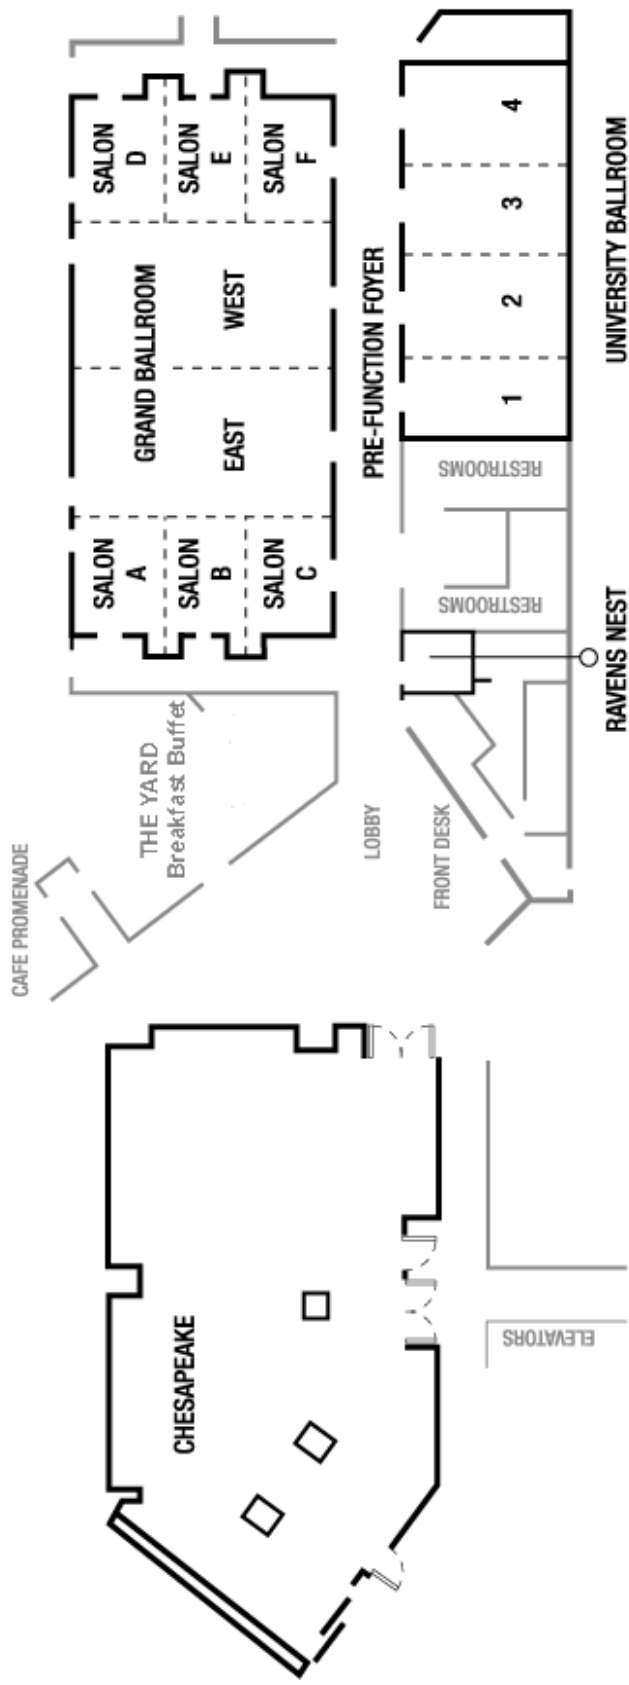 SALON
D
SALON
E
SALON
F
4
3
2
1
GRAND BALLROOM
WEST
EAST
PRE-FUNCTION FOYER
UNIVERSITY BALLROOM
SALON
A
SALON
B
SALON
C
RESTROOMS
RESTROOMS
RAVENS NEST
THE YARD
Breakfast Buffet
LOBBY
FRONT DESK
CAFE PROMENADE
CHESAPEAKE
ELEVATORS